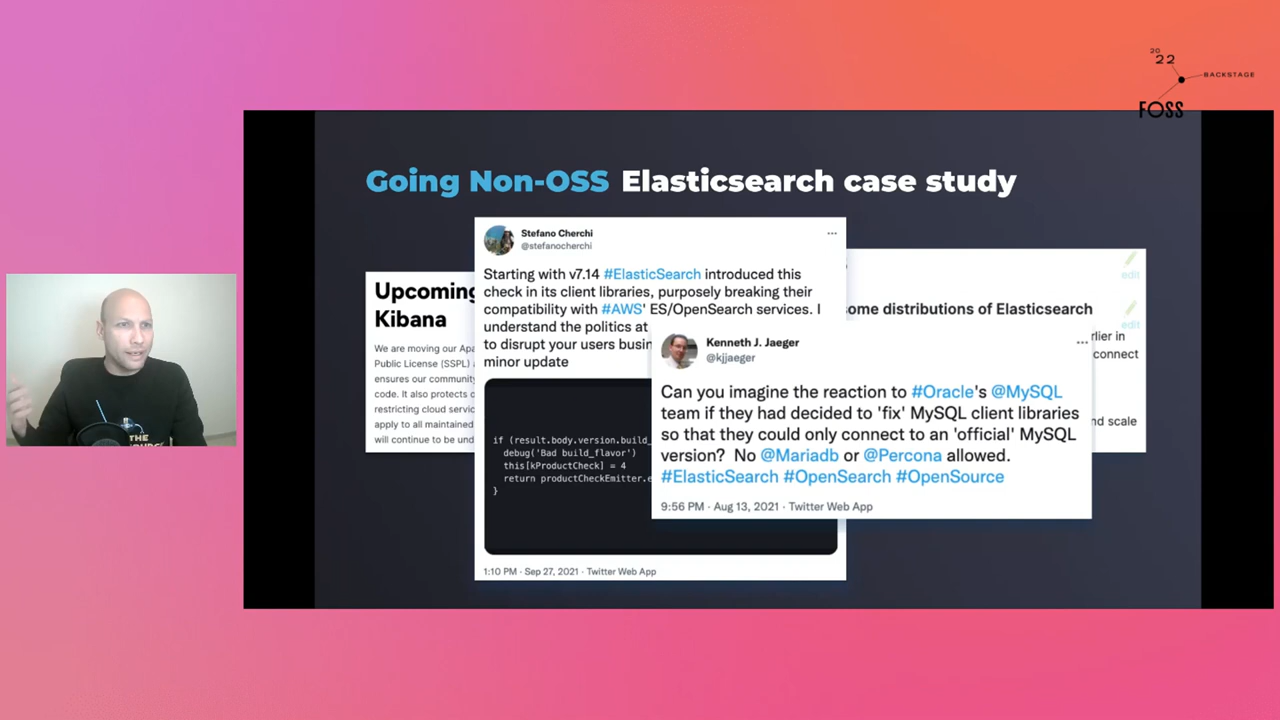 20
22
BACKSTAGE
FOSS
Going Non-OSS Elasticsearch case study
Upcoming
Kibana
We are moving our Apa
Public License (SSPL) a
ensures our community
code. It also protects o
restricting cloud servic
apply to all maintained
will continue to be und
Stefano Cherchi
@stefanocherchi
Starting with v7.14 #ElasticSearch introduced this
check in its client libraries, purposely breaking their
compatibility with #AWS' ES/OpenSearch services. I
understand the politics at
to disrupt your users busin
minor update
if (result.body.version.build_
debug('Bad build_flavor')
this[kProductCheck] = 4
return productCheckEmitter.e
}
1:10 PM · Sep 27, 2021 · Twitter Web App
edit
ome distributions of Elasticsearch
edit
rlier in
connect
nd scale
Kenneth J. Jaeger
@kjjaeger
Can you imagine the reaction to #Oracle's @MySQL
team if they had decided to 'fix' MySQL client libraries
so that they could only connect to an 'official' MySQL
version? No @Mariadb or @Percona allowed.
#ElasticSearch #OpenSearch #OpenSource
9:56 PM · Aug 13, 2021 · Twitter Web App
THE